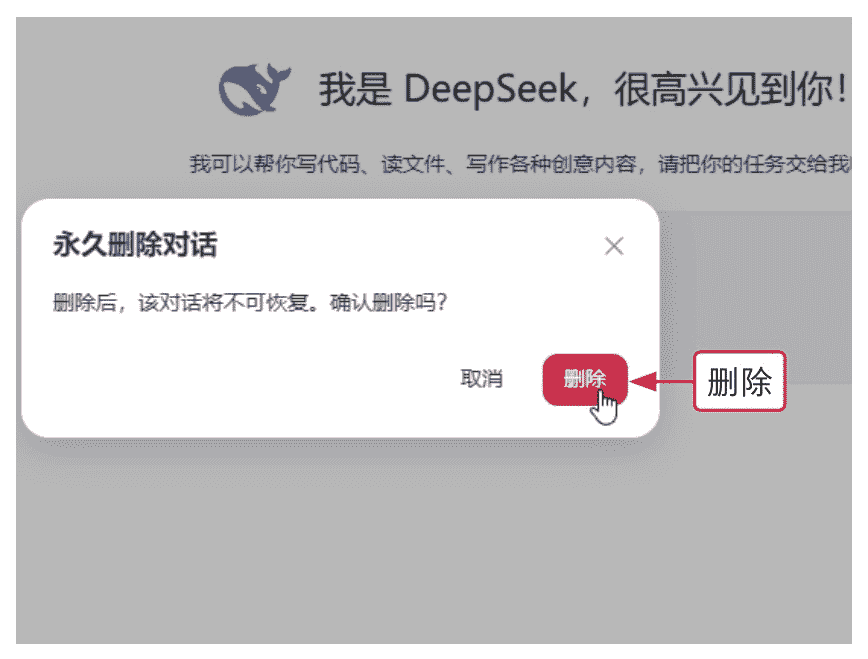 我是 DeepSeek，很高兴见到你！
我可以帮你写代码、读文件、写作各种创意内容，请把你的任务交给我
永久删除对话
删除后，该对话将不可恢复。确认删除吗？
取消
删除
删除